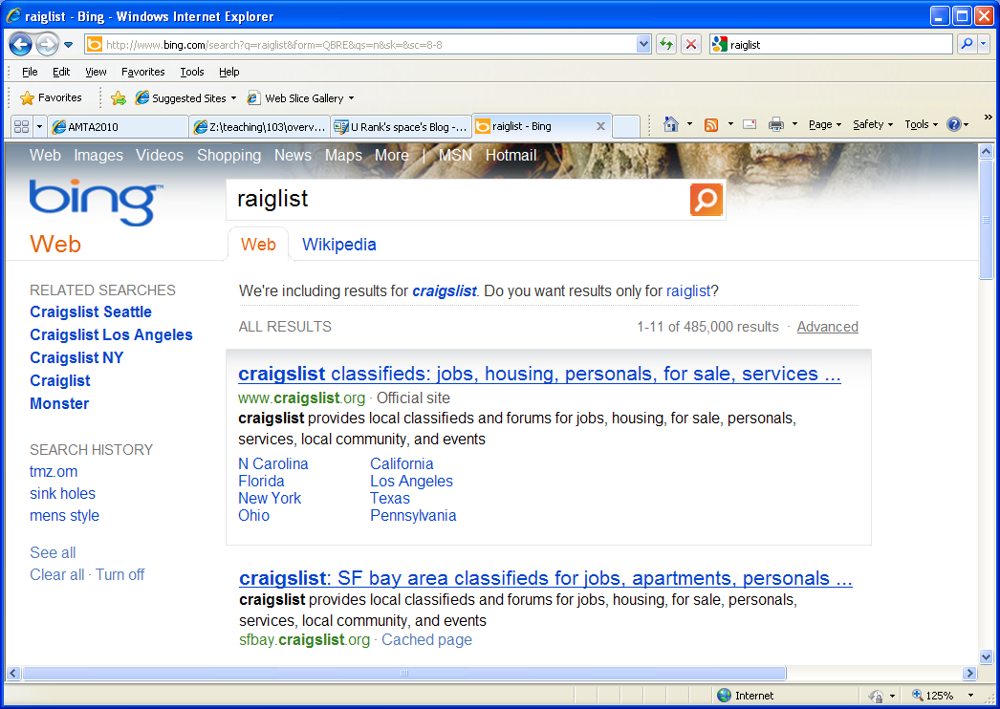 raiglist - Bing - Windows Internet Explorer
http://www.bing.com/search?q=raiglist&form=QBRE&qs=n&sk=&sc=8-8
raiglist
File Edit View Favorites Tools Help
Favorites Suggested Sites Web Slice Gallery
AMTA2010 Z:\teaching\103\overv... U Rank's space's Blog -... raiglist - Bing Page Safety Tools
Web Images Videos Shopping News Maps More | MSN Hotmail
bing
raiglist
Web
Web Wikipedia
RELATED SEARCHES
Craigslist Seattle
Craigslist Los Angeles
Craigslist NY
Craiglist
Monster
SEARCH HISTORY
tmz.om
sink holes
mens style
See all
Clear all · Turn off
We're including results for craigslist. Do you want results only for raiglist?
ALL RESULTS 1-11 of 485,000 results · Advanced
craigslist classifieds: jobs, housing, personals, for sale, services ...
www.craigslist.org · Official site
craigslist provides local classifieds and forums for jobs, housing, for sale, personals,
services, local community, and events
N Carolina California
Florida Los Angeles
New York Texas
Ohio Pennsylvania
craigslist: SF bay area classifieds for jobs, apartments, personals ...
craigslist provides local classifieds and forums for jobs, housing, for sale, personals,
services, local community, and events
sfbay.craigslist.org · Cached page
Internet 125%